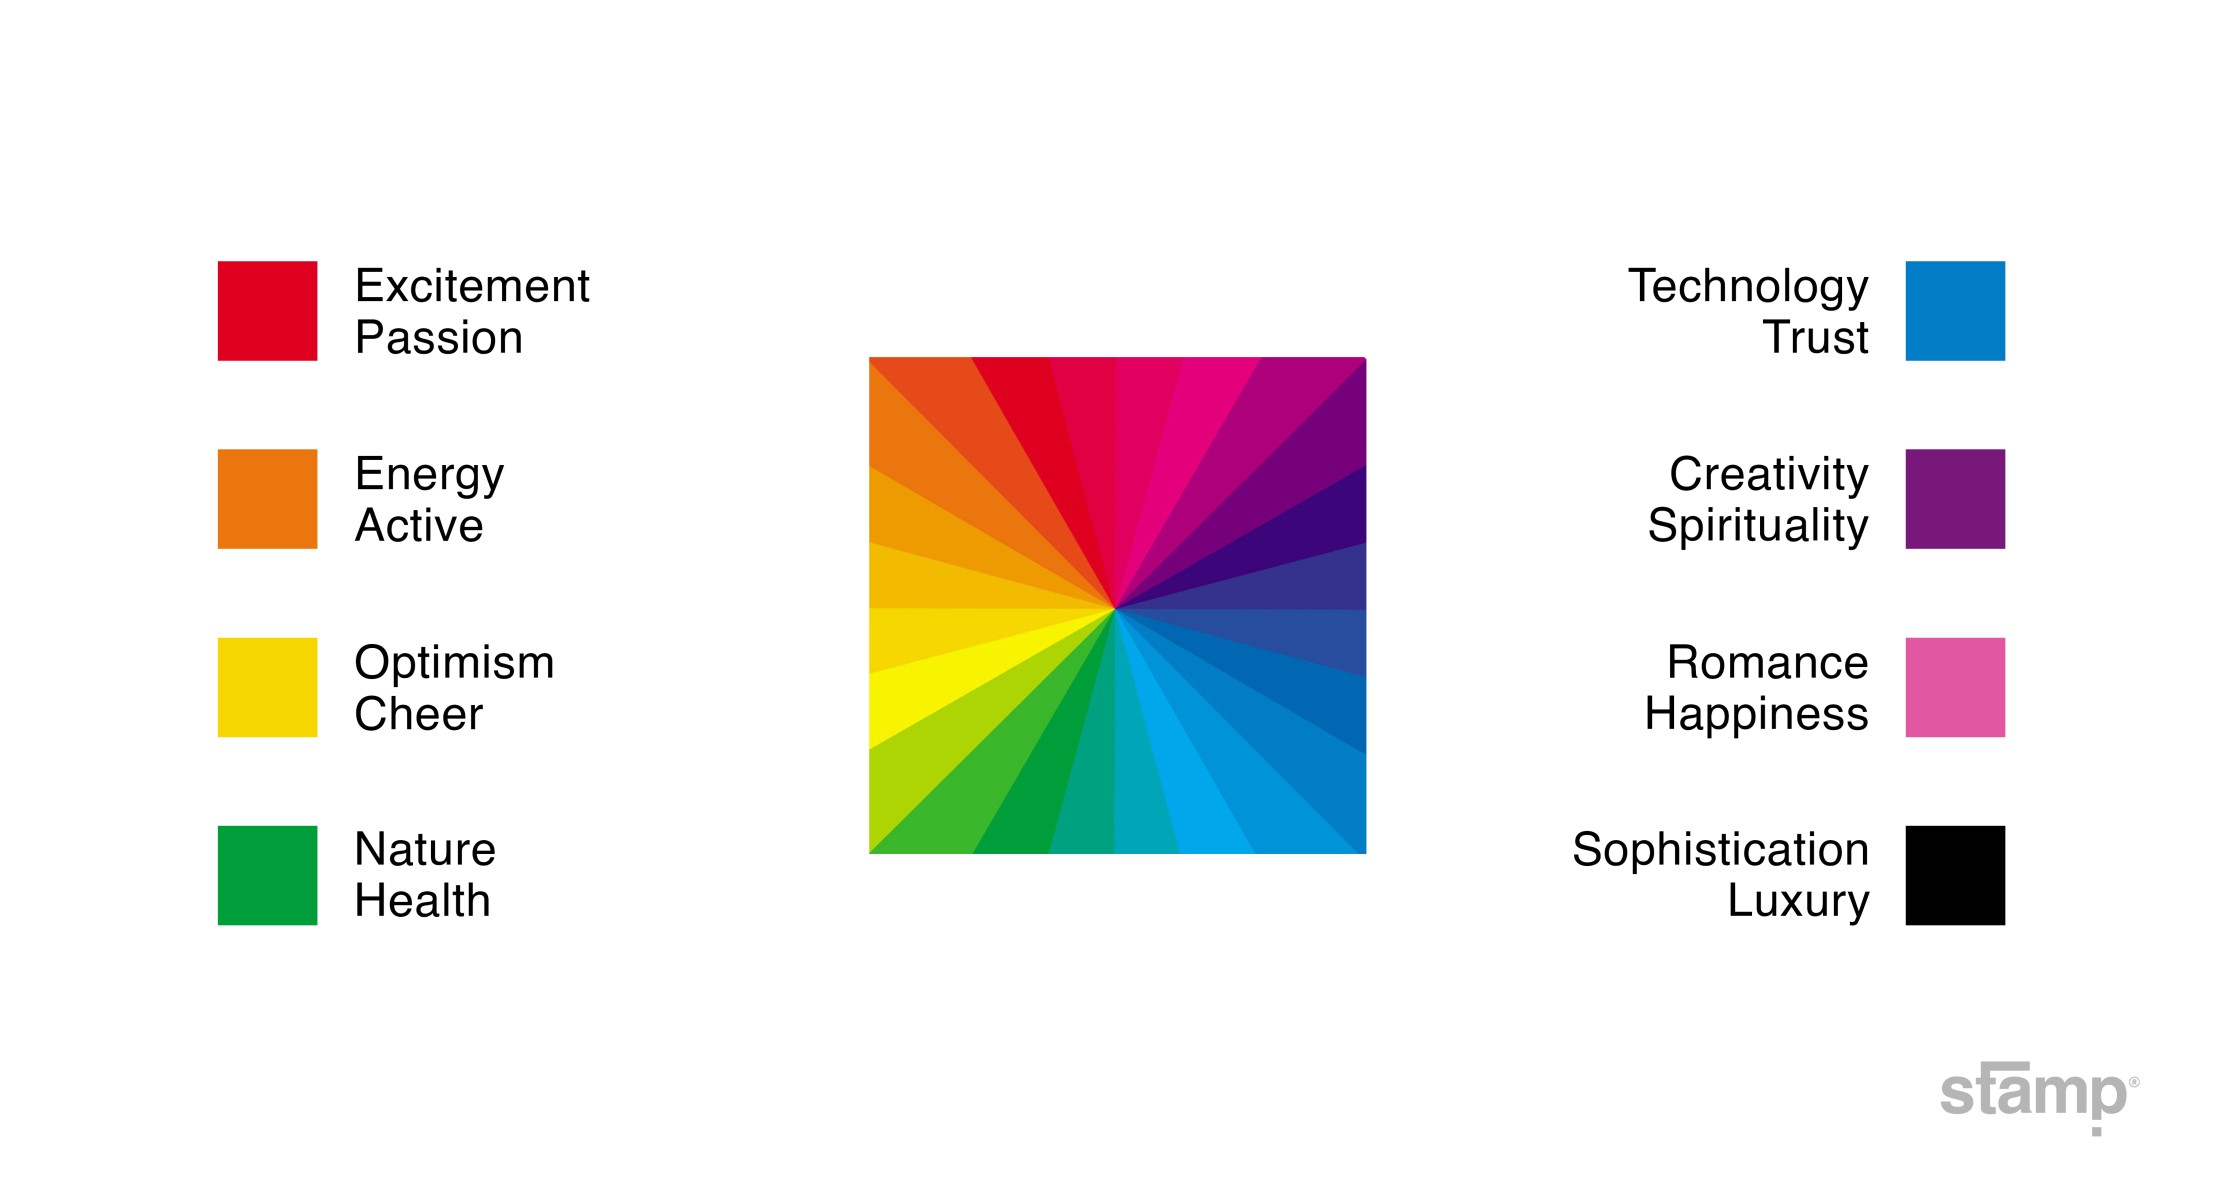 Excitement
Passion
Energy
Active
Optimism
Cheer
Nature
Health
Technology
Trust
Creativity
Spirituality
Romance
Happiness
Sophistication
Luxury
stamp®